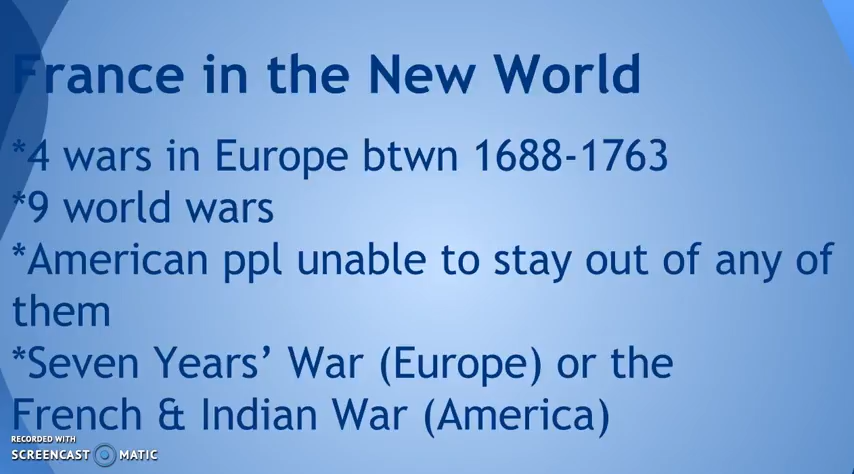 France in the New World
*4 wars in Europe btwn 1688-1763
*9 world wars
*American ppl unable to stay out of any of
them
*Seven Years’ War (Europe) or the
French & Indian War (America)
RECORDED WITH
SCREENCAST MATIC